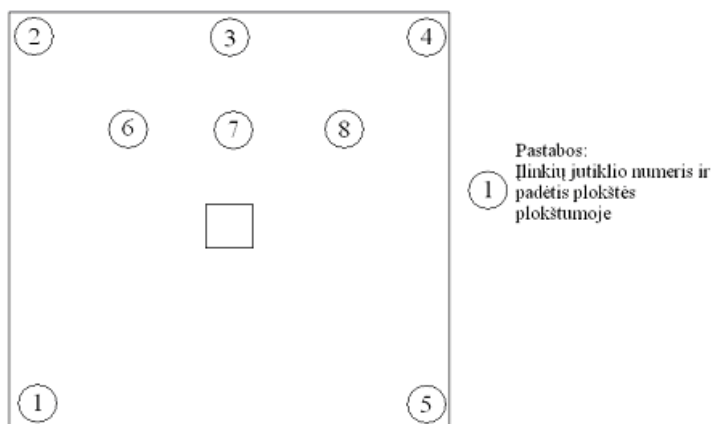 2 3 4
6 7 8
Pastabos:
1 Įlinkių jutiklio numeris ir
padėtis plokštės
plokštumoje
1 5